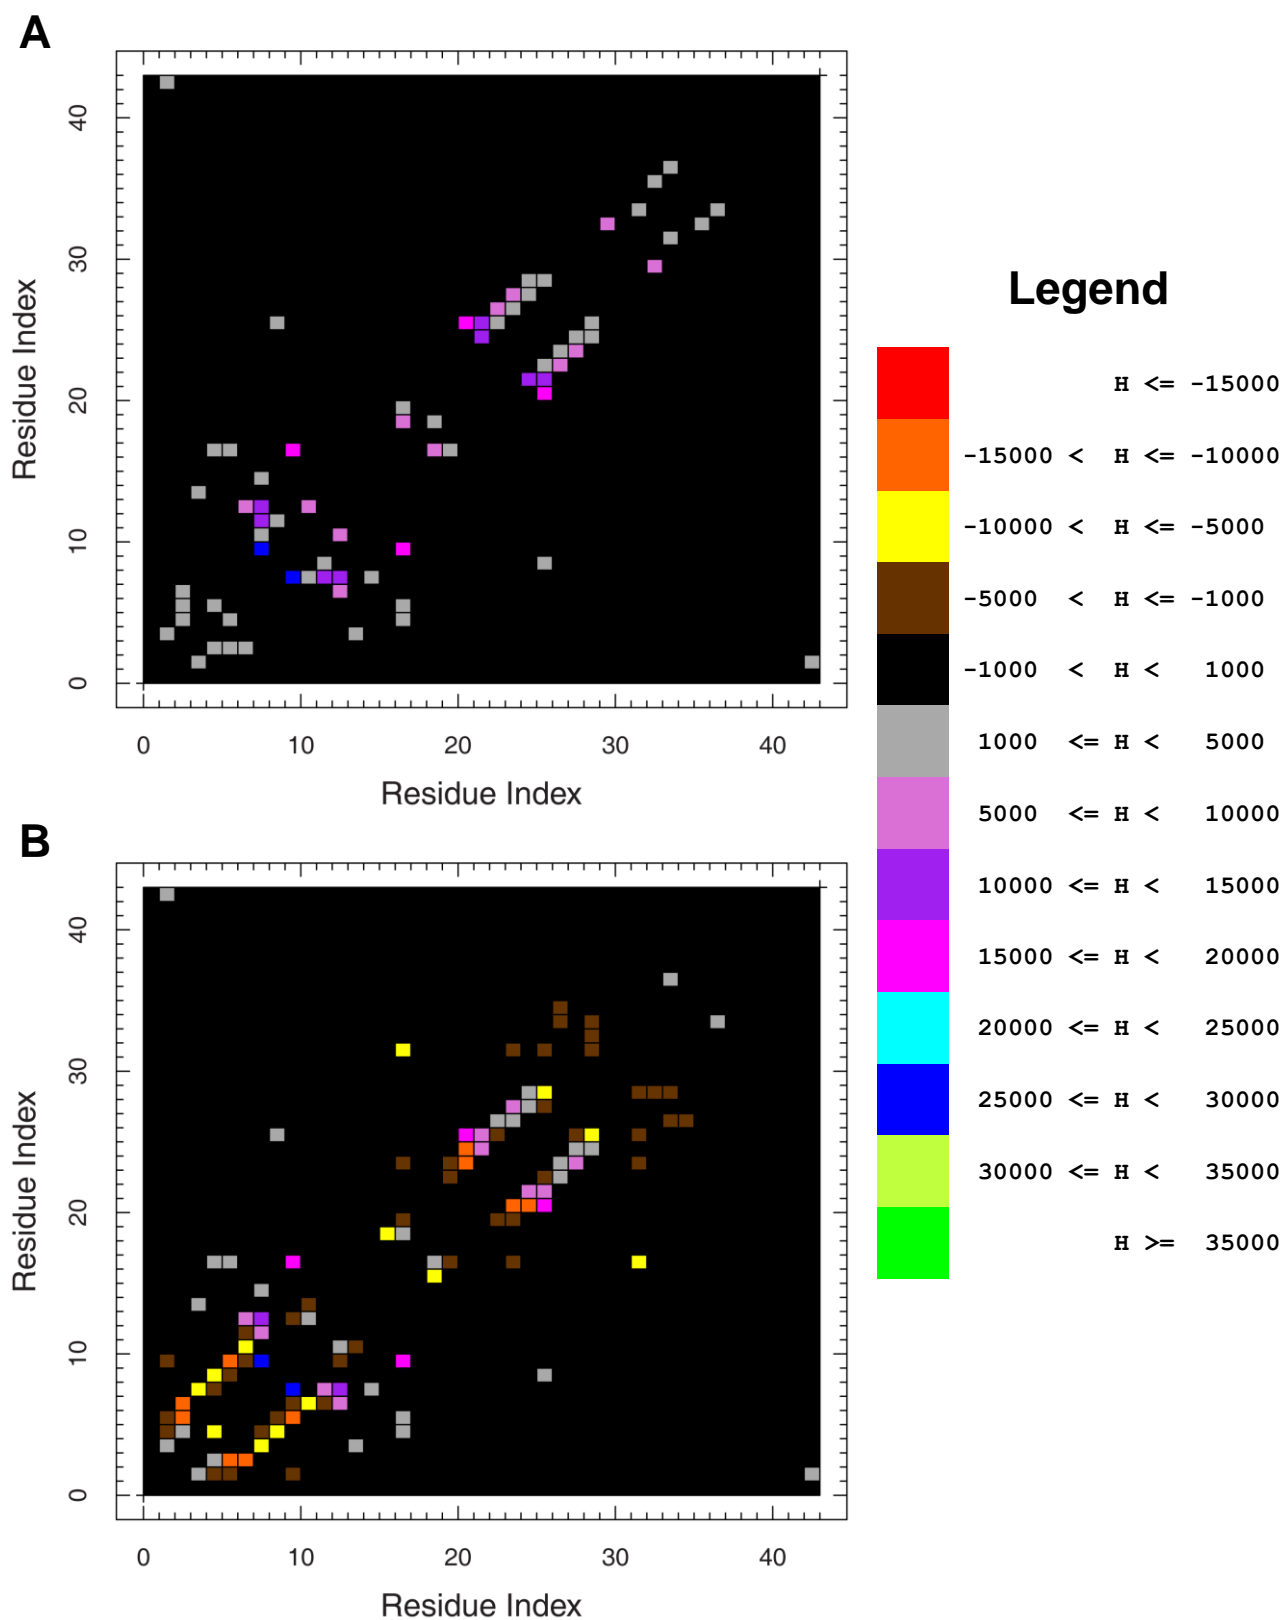 A
40
30
20
10
0
Residue Index
0 10 20 30 40
Residue Index
B
40
30
20
10
0
Residue Index
0 10 20 30 40
Residue Index
Legend
H <= -15000
-15000 < H <= -10000
-10000 < H <= -5000
-5000 < H <= -1000
-1000 < H < 1000
1000 <= H < 5000
5000 <= H < 10000
10000 <= H < 15000
15000 <= H < 20000
20000 <= H < 25000
25000 <= H < 30000
30000 <= H < 35000
H >= 35000